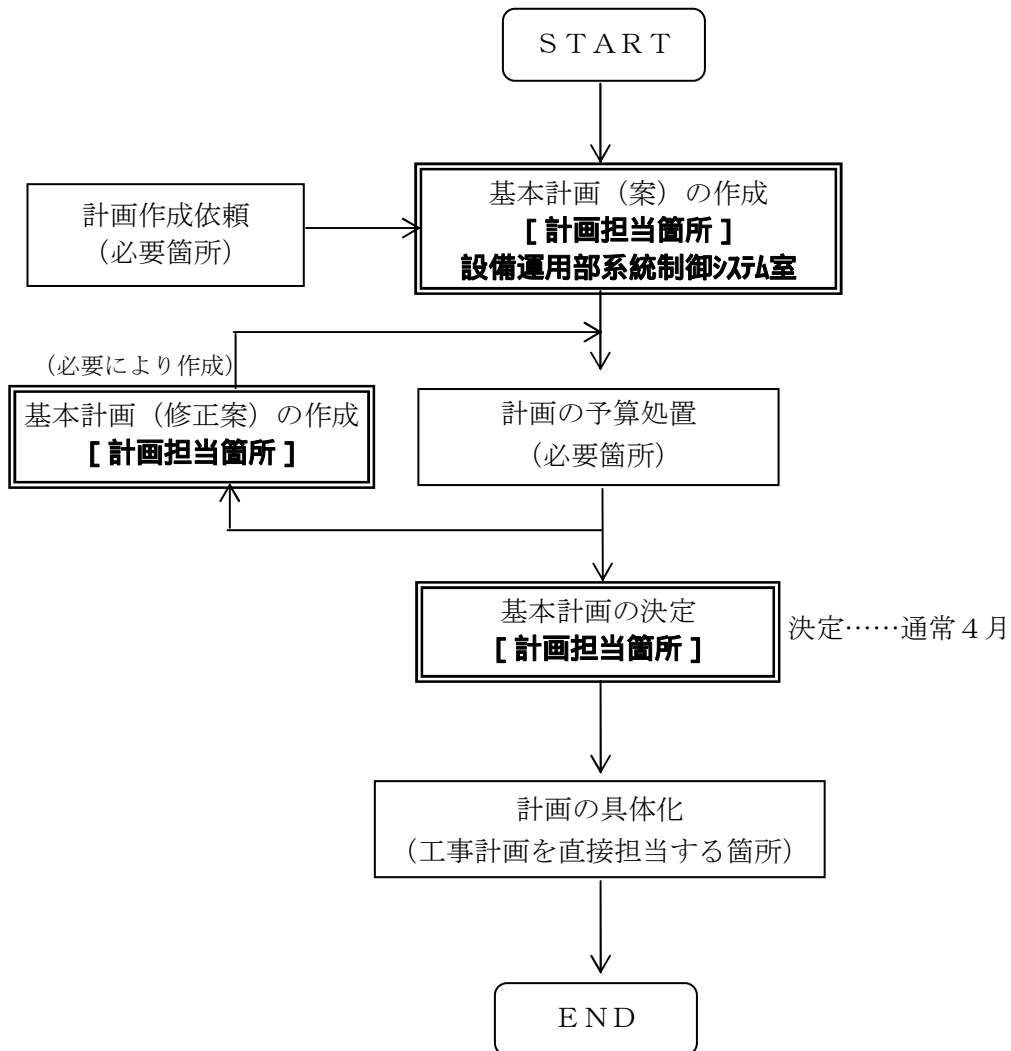 ＳＴＡＲＴ
基本計画（案）の作成
[ 計画担当箇所 ]
設備運用部系統制御ｼｽﾃﾑ室
計画作成依頼
（必要箇所）
（必要により作成）
基本計画（修正案）の作成
[ 計画担当箇所 ]
計画の予算処置
（必要箇所）
基本計画の決定
[ 計画担当箇所 ]
決定……通常４月
計画の具体化
（工事計画を直接担当する箇所）
ＥＮＤ